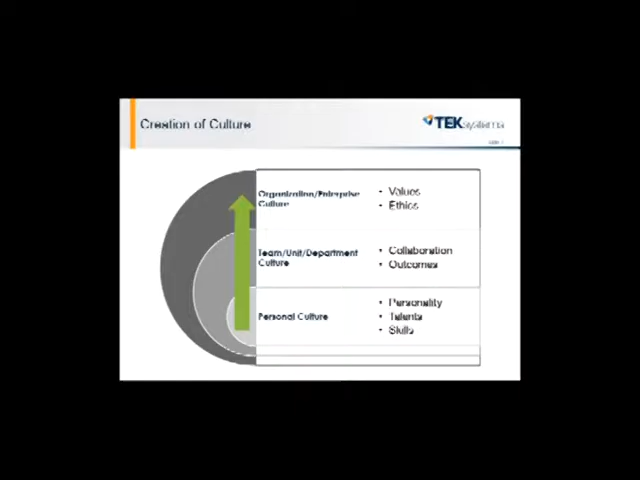 Creation of Culture
TEKsystems
Organization/Enterprise
Culture
• Values
• Ethics
Team/Unit/Department
Culture
• Collaboration
• Outcomes
Personal Culture
• Personality
• Talents
• Skills